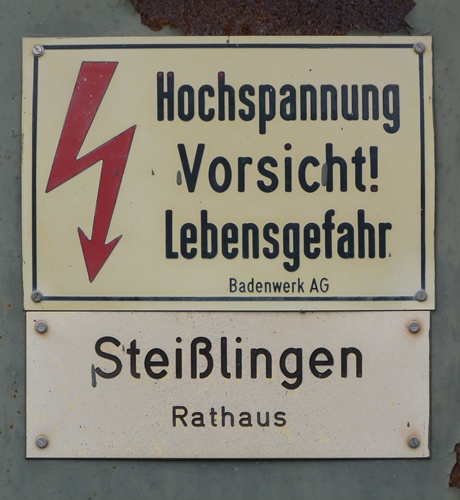 Hochspannung
Vorsicht!
Lebensgefahr
Badenwerk AG
Steißlingen
Rathaus